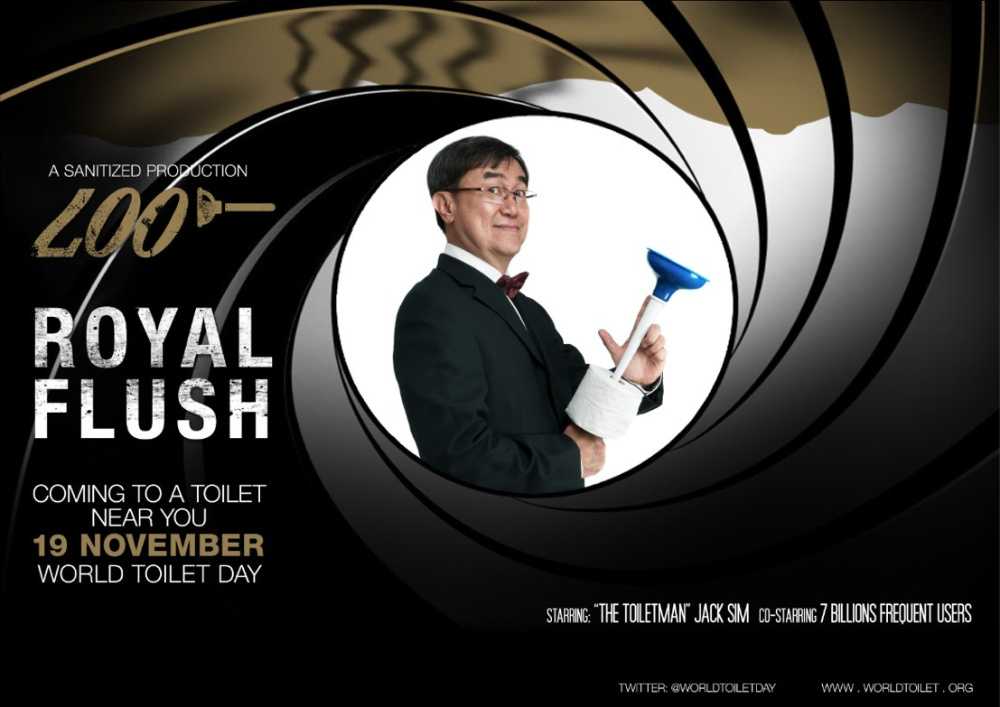 A SANITIZED PRODUCTION
LOO
ROYAL
FLUSH
COMING TO A TOILET
NEAR YOU
19 NOVEMBER
WORLD TOILET DAY
STARRING: "THE TOILETMAN" JACK SIM CO-STARRING 7 BILLIONS FREQUENT USERS
TWITTER: @WORLDTOILETDAY WWW . WORLDTOILET . ORG